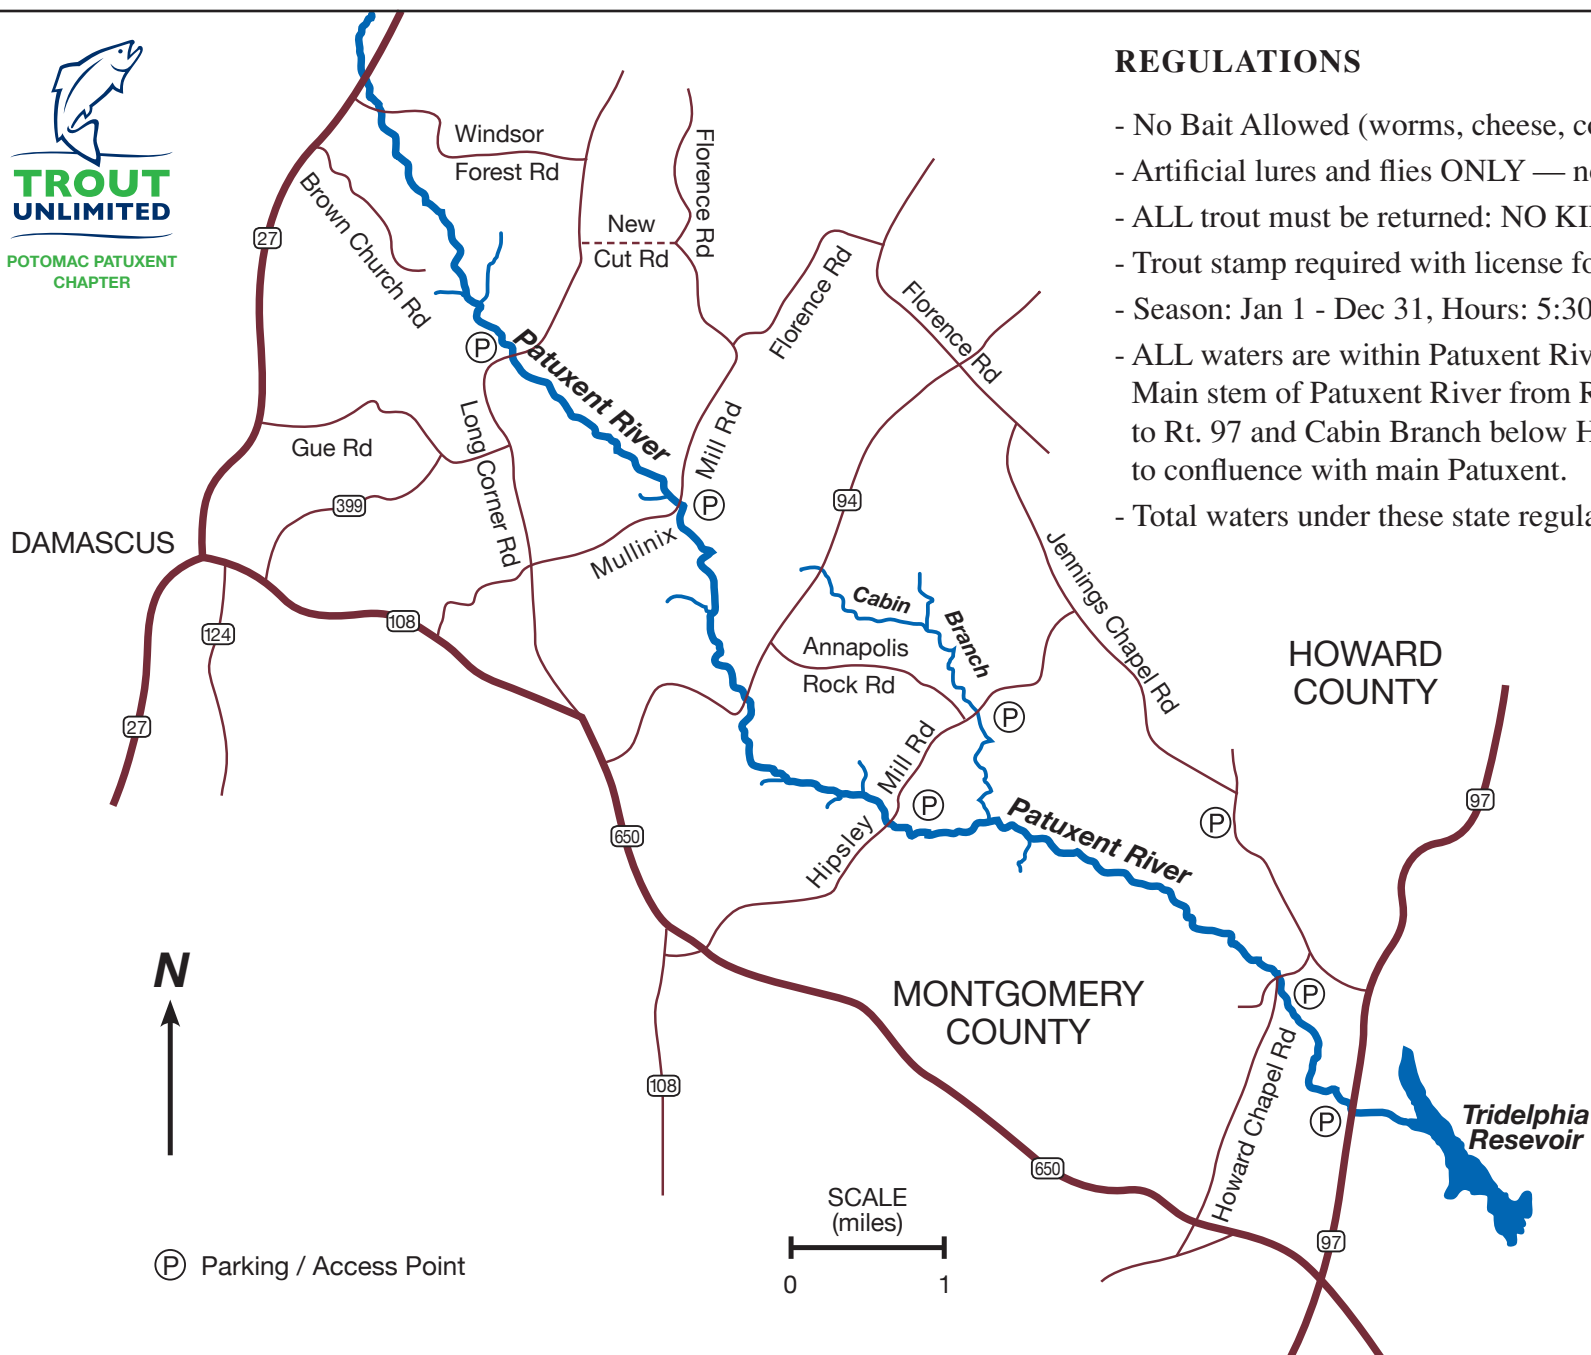 TROUT
UNLIMITED
POTOMAC PATUXENT
CHAPTER
REGULATIONS
- No Bait Allowed (worms, cheese,
- Artificial lures and flies ONLY —
- ALL trout must be returned: NO
- Trout stamp required with license
- Season: Jan 1 - Dec 31, Hours: 5:30
- ALL waters are within Patuxent
Main stem of Patuxent River from
to Rt. 97 and Cabin Branch below
to confluence with main Patuxent.
- Total waters under these state
Windsor
Forest Rd
Florence Rd
Brown Church Rd
New
Cut Rd
27
Florence Rd
Florence Rd
P
Patuxent River
Long Corner Rd
Mill Rd
Gue Rd
399
P
94
DAMASCUS
Mullinix
Jennings Chapel Rd
Cabin
Branch
108
124
Annapolis
Rock Rd
HOWARD
COUNTY
27
P
Mill Rd
97
P
Patuxent River
P
650
Hipsley
N
MONTGOMERY
COUNTY
P
108
Howard Chapel Rd
P
Tridelphia
Resevoir
650
SCALE
(miles)
0 1
97
P Parking / Access Point